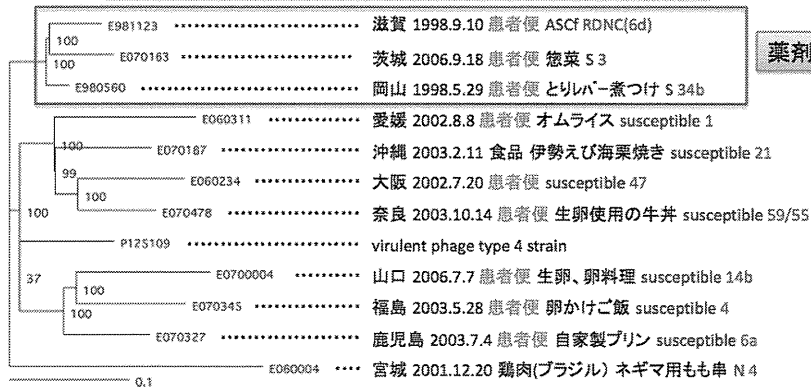 E981123 滋賀 1998.9.10 患者便 ASCf RDNC(6d)
100
薬剤
E070163 茨城 2006.9.18 患者便 惣菜 S 3
100
E980560 岡山 1998.5.29 患者便 とりレバー煮つけ S 34b
E060311 愛媛 2002.8.8 患者便 オムライス susceptible 1
100
E070187 沖縄 2003.2.11 食品 伊勢えび海栗焼き susceptible 21
99
E060234 大阪 2002.7.20 患者便 susceptible 47
100
E070478 奈良 2003.10.14 患者便 生卵使用の牛丼 susceptible 59/55
100
P125109 virulent phage type 4 strain
37
E0700004 山口 2006.7.7 患者便 生卵、卵料理 susceptible 14b
100
E070345 福島 2003.5.28 患者便 卵かけご飯 susceptible 4
100
E070327 鹿児島 2003.7.4 患者便 自家製プリン susceptible 6a
E060004 宮城 2001.12.20 鶏肉(ブラジル) ネギマ用もも串 N 4
0.1